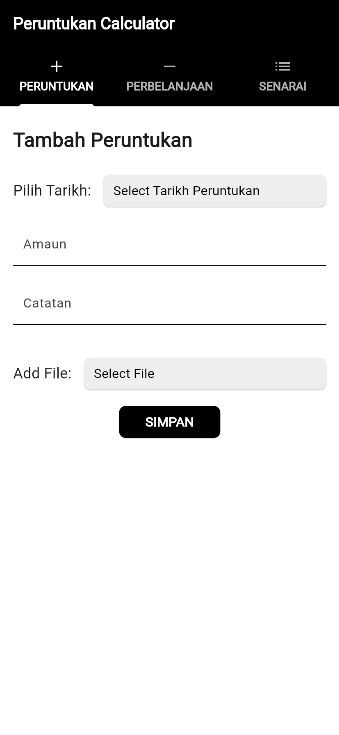 Peruntukan Calculator
PERUNTUKAN
PERBELANJAAN
SENARAI
Tambah Peruntukan
Pilih Tarikh: Select Tarikh Peruntukan
Amaun
Catatan
Add File: Select File
SIMPAN